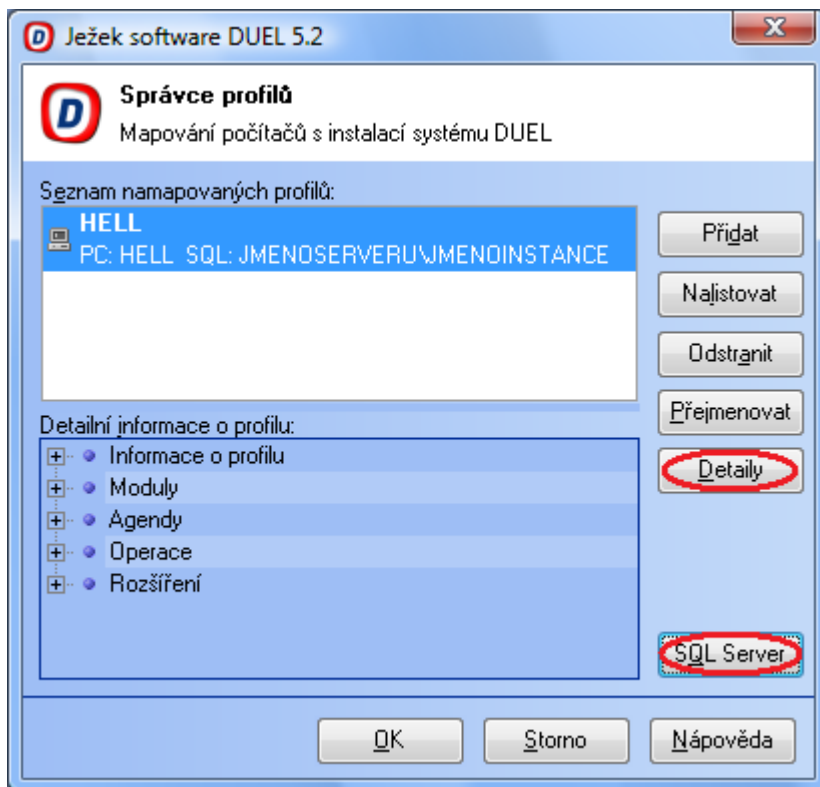 Ježek software DUEL 5.2
Správce profilů
Mapování počítačů s instalací systému DUEL
Seznam namapovaných profilů:
HELL
PC: HELL SQL: JMENOSERVERU\JMENOINSTANCE
Přidat
Nalistovat
Odstranit
Přejmenovat
Detaily
SQL Server
Detailní informace o profilu:
Informace o profilu
Moduly
Agendy
Operace
Rozšíření
OK
Storno
Nápověda